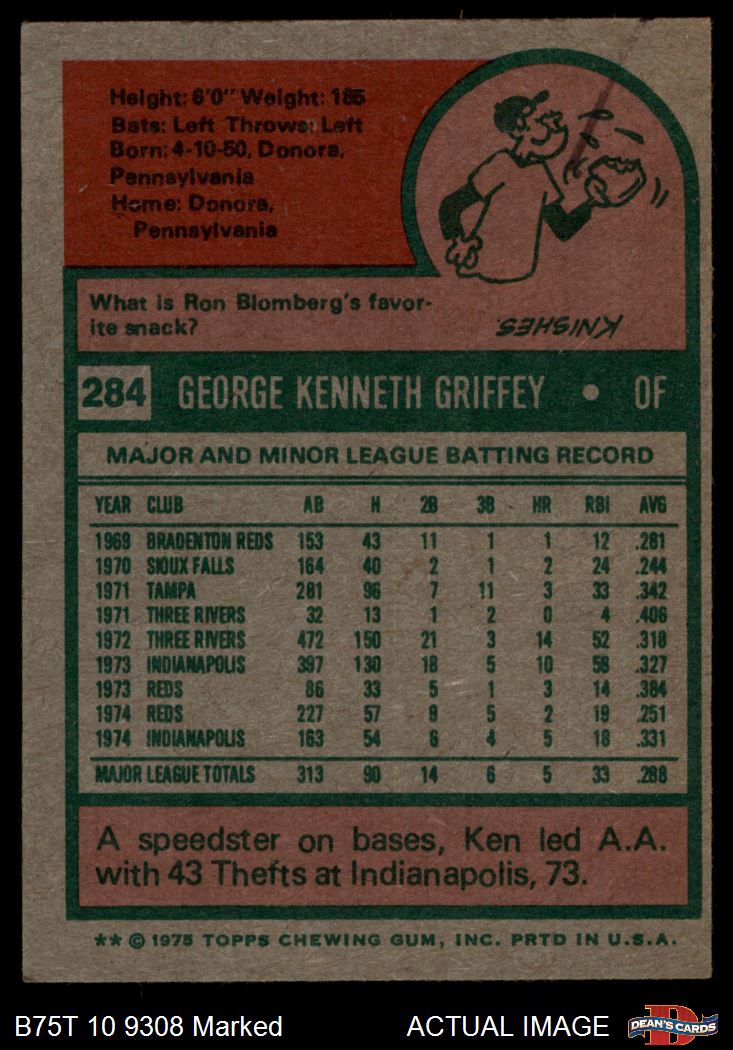 Height: 6'0" Weight: 185
Bats: Left Throws: Left
Born: 4-10-50, Donora,
Pennsylvania
Home: Donora,
Pennsylvania
What is Ron Blomberg's favor-
ite snack?
KNISHES.
284 GEORGE KENNETH GRIFFEY • OF
MAJOR AND MINOR LEAGUE BATTING RECORD
YEAR CLUB AB H 2B 3B HR RBI AVG
1969 BRADENTON REDS 153 43 11 1 1 12 .281
1970 SIOUX FALLS 164 40 2 1 2 24 .244
1971 TAMPA 281 96 7 11 3 33 .342
1971 THREE RIVERS 32 13 1 2 0 4 .406
1972 THREE RIVERS 472 150 21 3 14 52 .318
1973 INDIANAPOLIS 397 130 18 5 10 58 .327
1973 REDS 86 33 5 1 3 14 .384
1974 REDS 227 57 9 5 2 19 .251
1974 INDIANAPOLIS 163 54 6 4 5 18 .331
MAJOR LEAGUE TOTALS 313 90 14 6 5 33 .288
A speedster on bases, Ken led A.A.
with 43 Thefts at Indianapolis, 73.
** © 1975 TOPPS CHEWING GUM, INC. PRTD IN U.S.A.
B75T 10 9308 Marked ACTUAL IMAGE DEAN'S CARDS